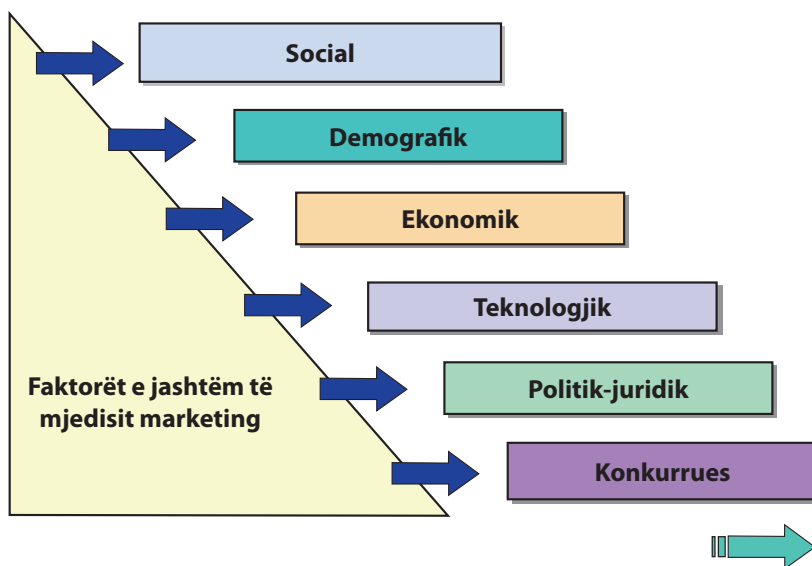 Social
Demografik
Ekonomik
Teknologjik
Faktorët e jashtëm të
mjedisit marketing
Politik-juridik
Konkurrues